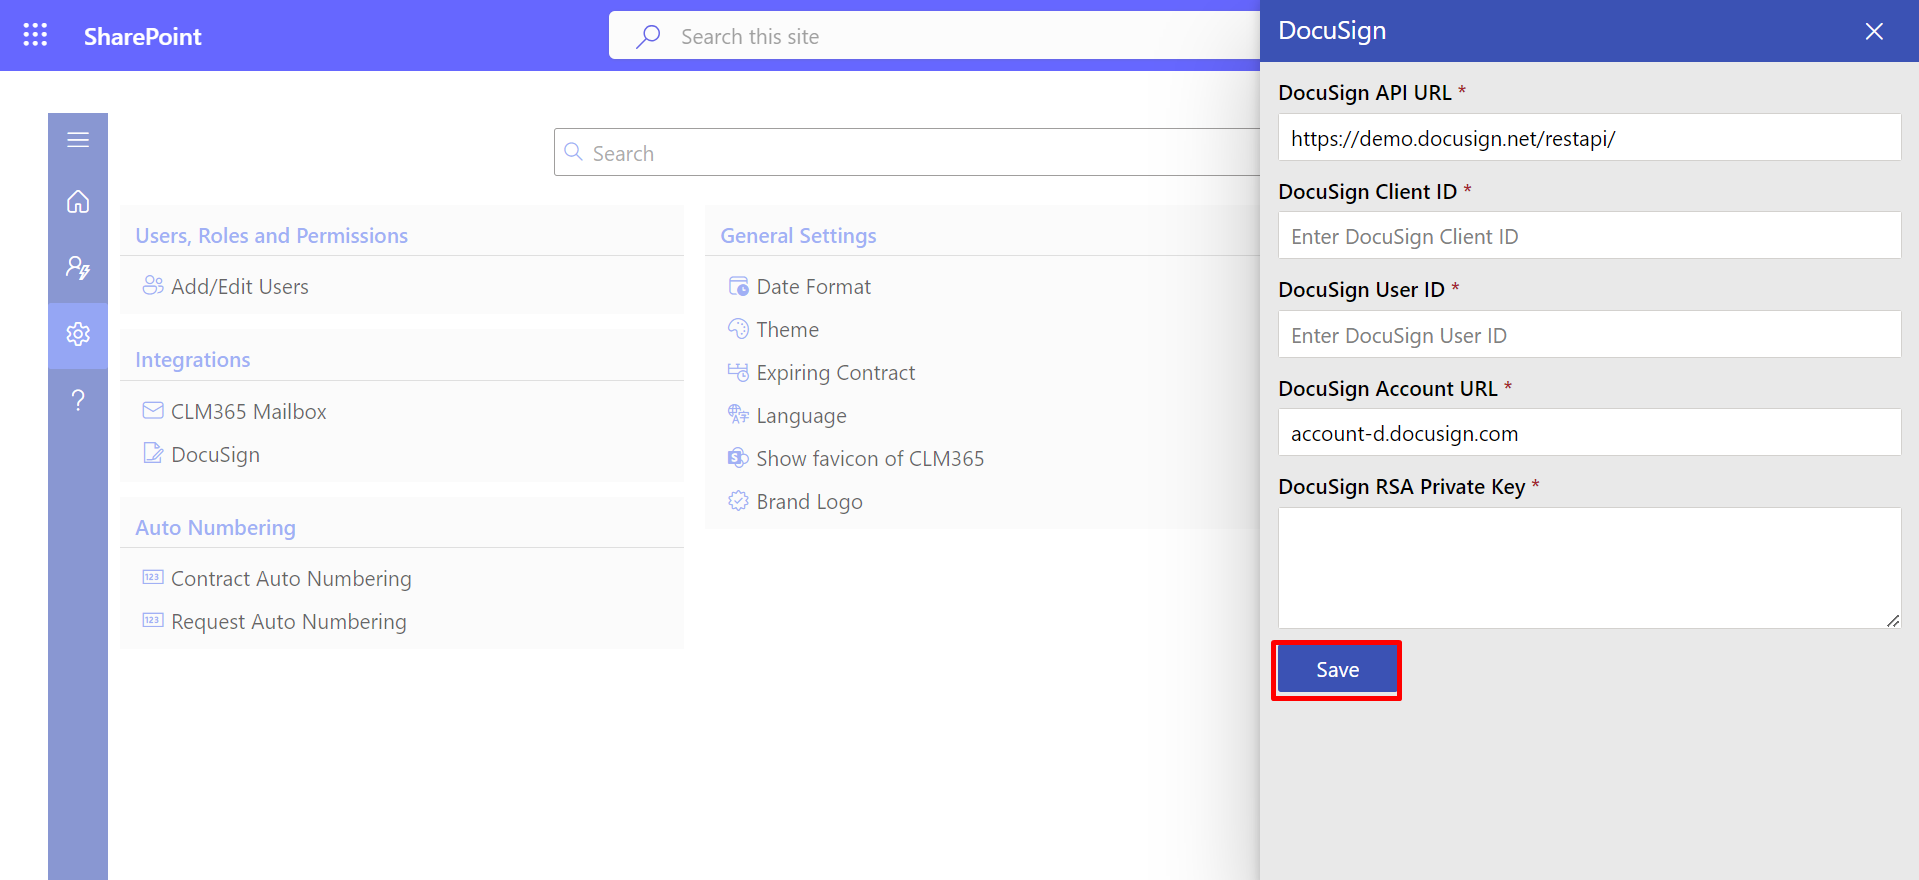 SharePoint
Search this site
Search
Users, Roles and Permissions
Add/Edit Users
Integrations
CLM365 Mailbox
DocuSign
Auto Numbering
123 Contract Auto Numbering
123 Request Auto Numbering
General Settings
Date Format
Theme
Expiring Contract
Language
Show favicon of CLM365
Brand Logo
DocuSign
DocuSign API URL *
https://demo.docusign.net/restapi/
DocuSign Client ID *
Enter DocuSign Client ID
DocuSign User ID *
Enter DocuSign User ID
DocuSign Account URL *
account-d.docusign.com
DocuSign RSA Private Key *
Save